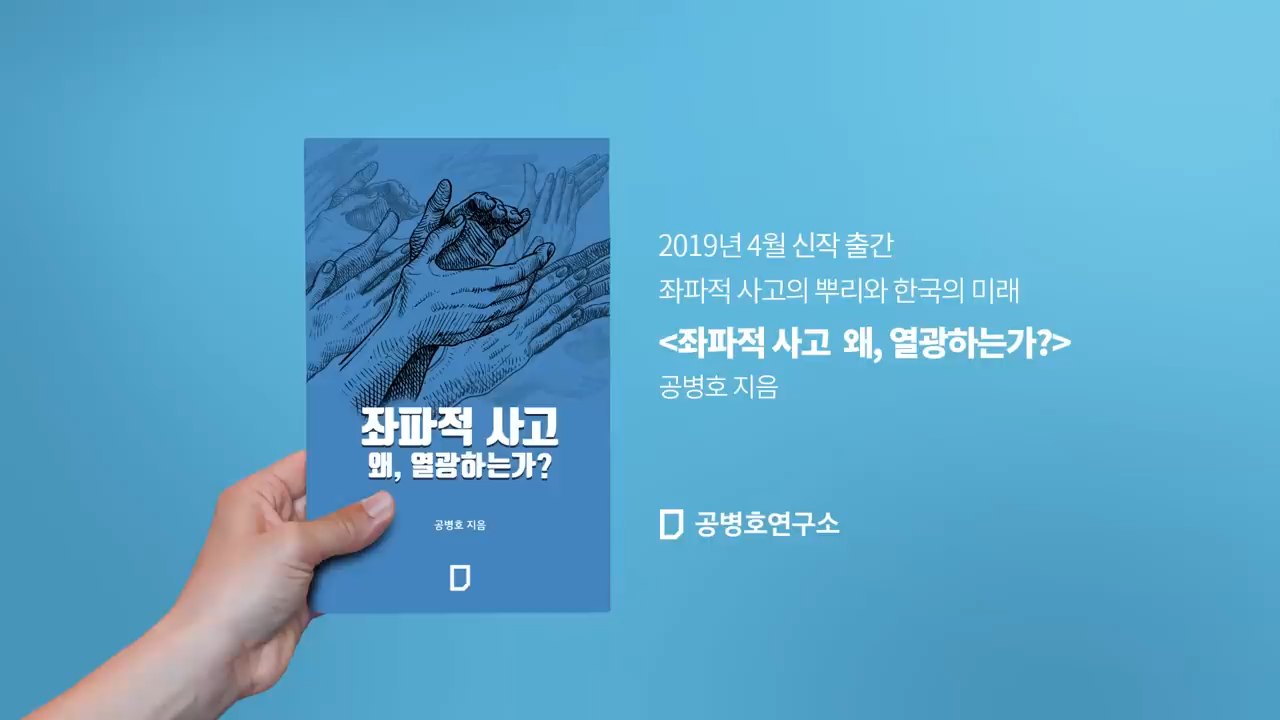 좌파적 사고
왜, 열광하는가?
공병호 지음
2019년 4월 신작 출간
좌파적 사고의 뿌리와 한국의 미래
<좌파적 사고 왜, 열광하는가?>
공병호 지음
공병호연구소